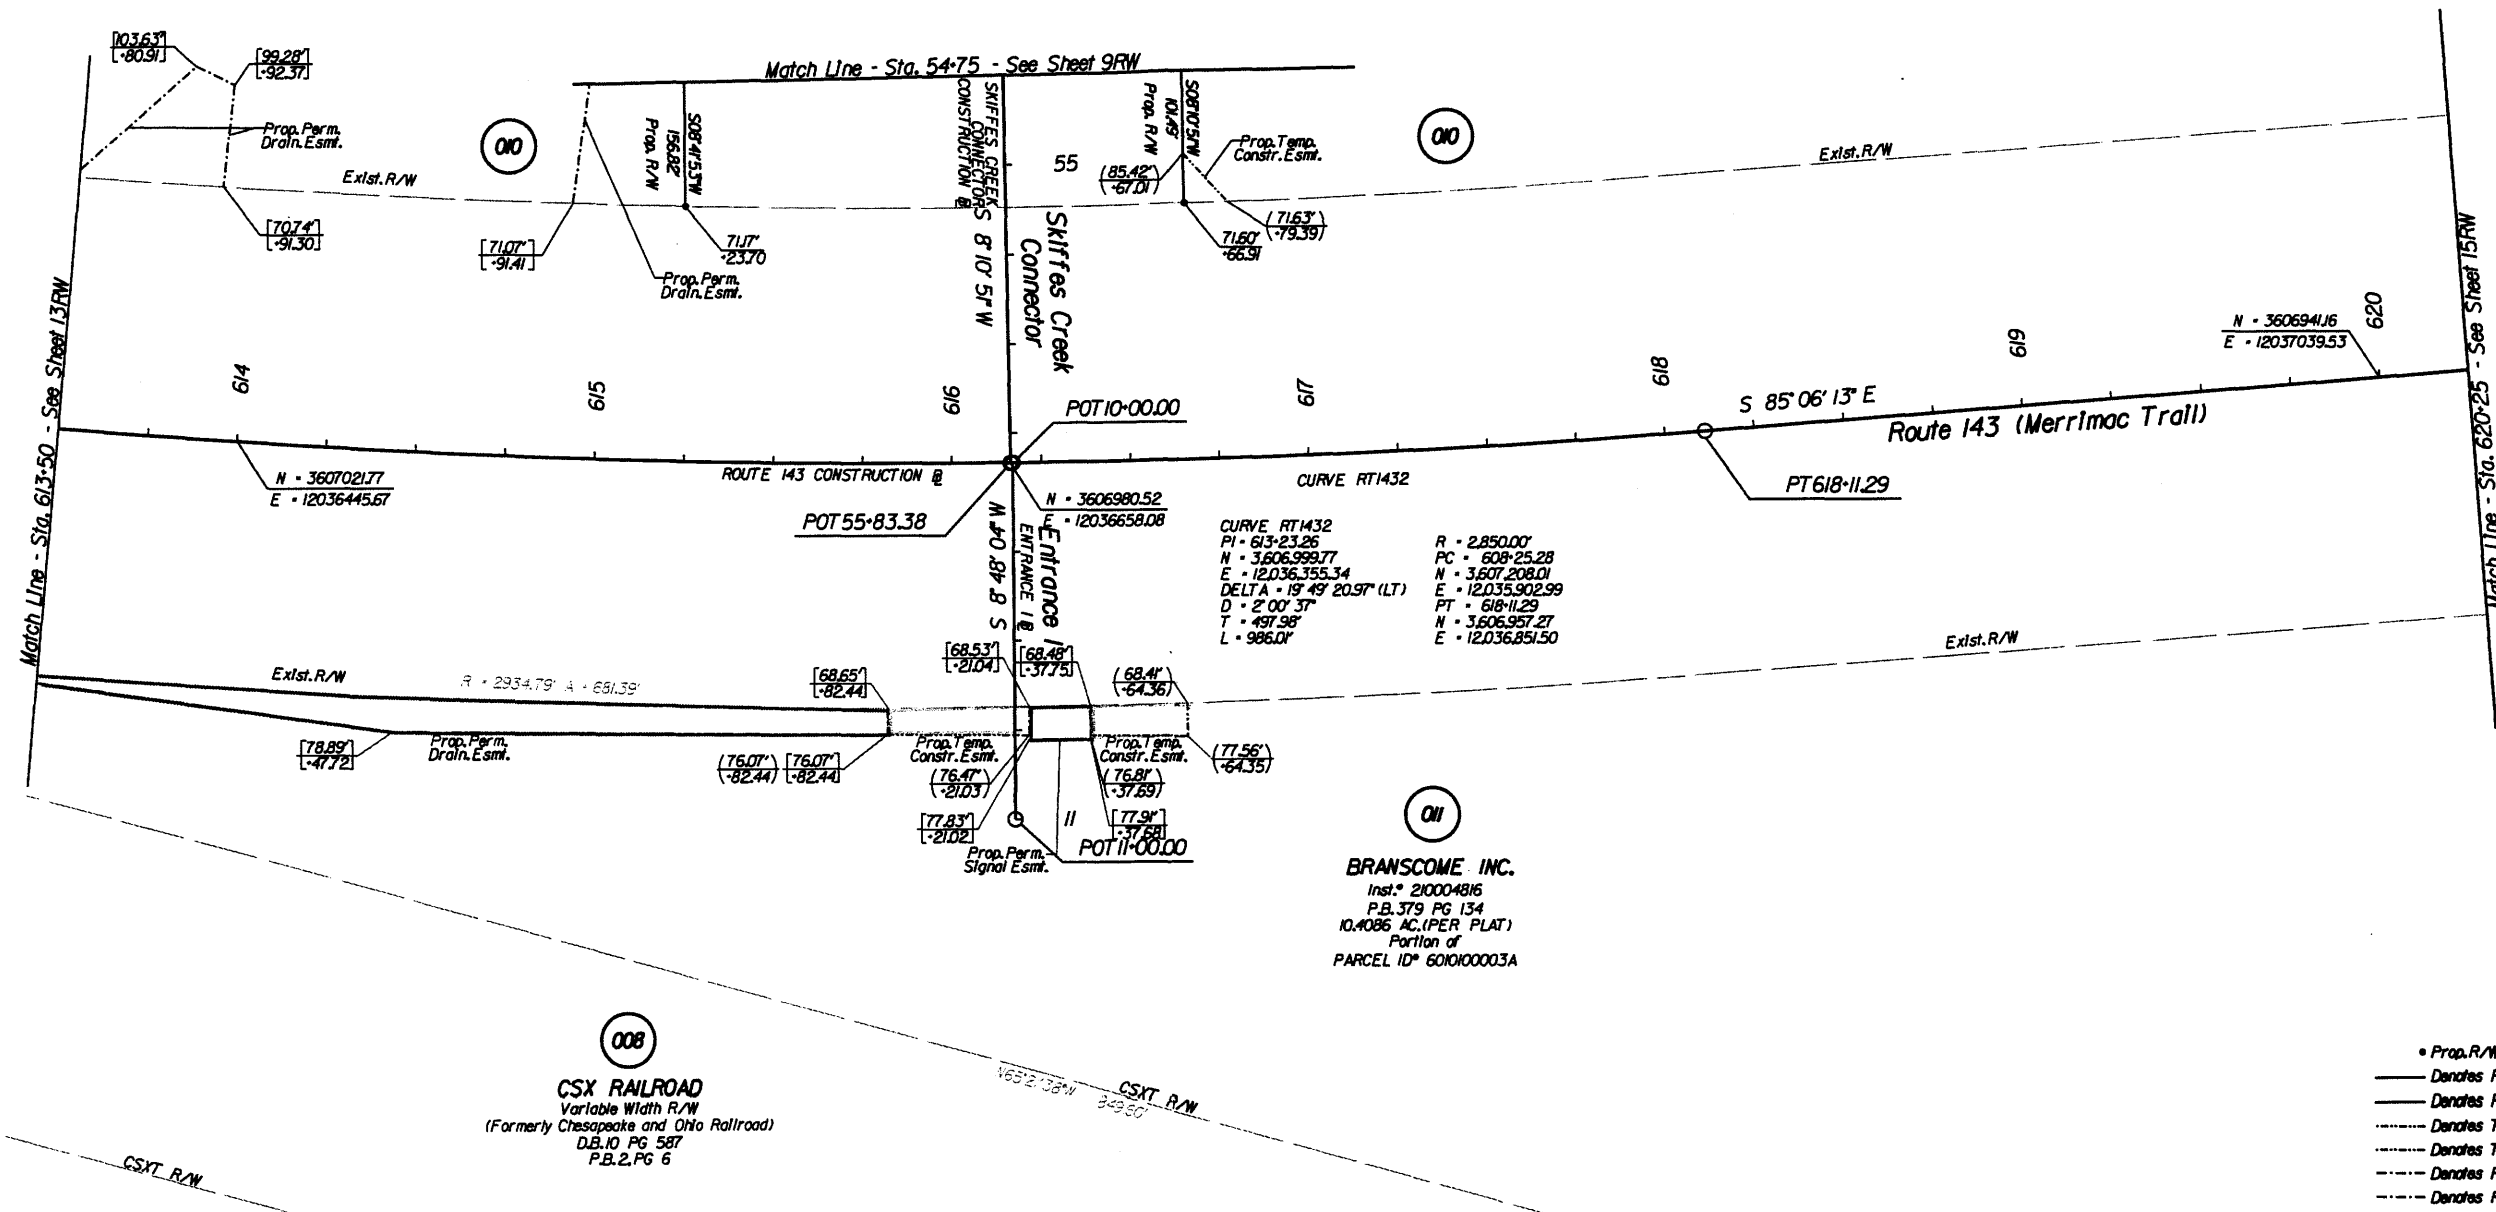 [103.63']
[+80.91]
[99.28']
[+92.37]
Match Line - Sta. 54+75 - See Sheet 9RW
Prop. Perm.
Drain. Esmt.
010
S08°41'53"W
156.82'
Prop. R/W
SKIFFES CREEK
CONNECTOR
CONSTRUCTION B
S 8° 10' 51" W
55
Skiffes Creek
Connector
S08°10'51"W
101.49'
Prop. R/W
Prop. Temp.
Constr. Esmt.
010
Exist. R/W
Exist. R/W
(85.42')
(+67.01)
[70.74']
[+91.30]
[71.07']
[+91.41]
71.17'
+23.70
Prop. Perm.
Drain. Esmt.
71.60'
+66.91
(71.63')
(+79.39)
Match Line - Sta. 613+50 - See Sheet 13RW
Match Line - Sta. 620+25 - See Sheet 15RW
614
615
616
617
618
619
620
N = 3606941.16
E = 12037039.53
POT 10+00.00
S 85° 06' 13" E
Route 143 (Merrimac Trail)
N = 3607021.77
E = 12036445.67
ROUTE 143 CONSTRUCTION B
CURVE RT1432
PT 618+11.29
POT 55+83.38
N = 3606980.52
E = 12036658.08
S 8° 48' 04" W
ENTRANCE 1 B
Entrance 1
CURVE RT1432
PI = 613+23.26
N = 3,606,999.77
E = 12,036,355.34
DELTA = 19° 49' 20.97" (LT)
D = 2° 00' 37"
T = 497.98'
L = 986.01'
R = 2,850.00'
PC = 608+25.28
N = 3,607,208.01
E = 12,035,902.99
PT = 618+11.29
N = 3,606,957.27
E = 12,036,851.50
Exist. R/W
Exist. R/W
R = 2934.79' A = 681.39'
[68.65']
[+82.44]
[68.53']
[+21.04]
[68.48']
[+37.75]
(68.41')
(+64.36)
[78.89']
[+47.72]
Prop. Perm.
Drain. Esmt.
(76.07')
(+82.44)
[76.07']
[+82.44]
Prop. Temp.
Constr. Esmt.
Prop. Temp.
Constr. Esmt.
(77.56')
(+64.35)
(76.47')
(+21.03)
(76.81')
(+37.69)
[77.83']
[+21.02]
11
[77.91']
[+37.68]
Prop. Perm.
Signal Esmt.
POT 11+00.00
011
BRANSCOME INC.
Inst.# 210004816
P.B. 379 PG 134
10.4086 AC. (PER PLAT)
Portion of
PARCEL ID# 6010100003A
008
CSX RAILROAD
Variable Width R/W
(Formerly Chesapeake and Ohio Railroad)
D.B. 10 PG 587
P.B. 2, PG 6
N65°21'38"W 849.60'
CSXT R/W
CSXT R/W
Prop. R/W
Denotes
Denotes
Denotes
Denotes
Denotes
Denotes